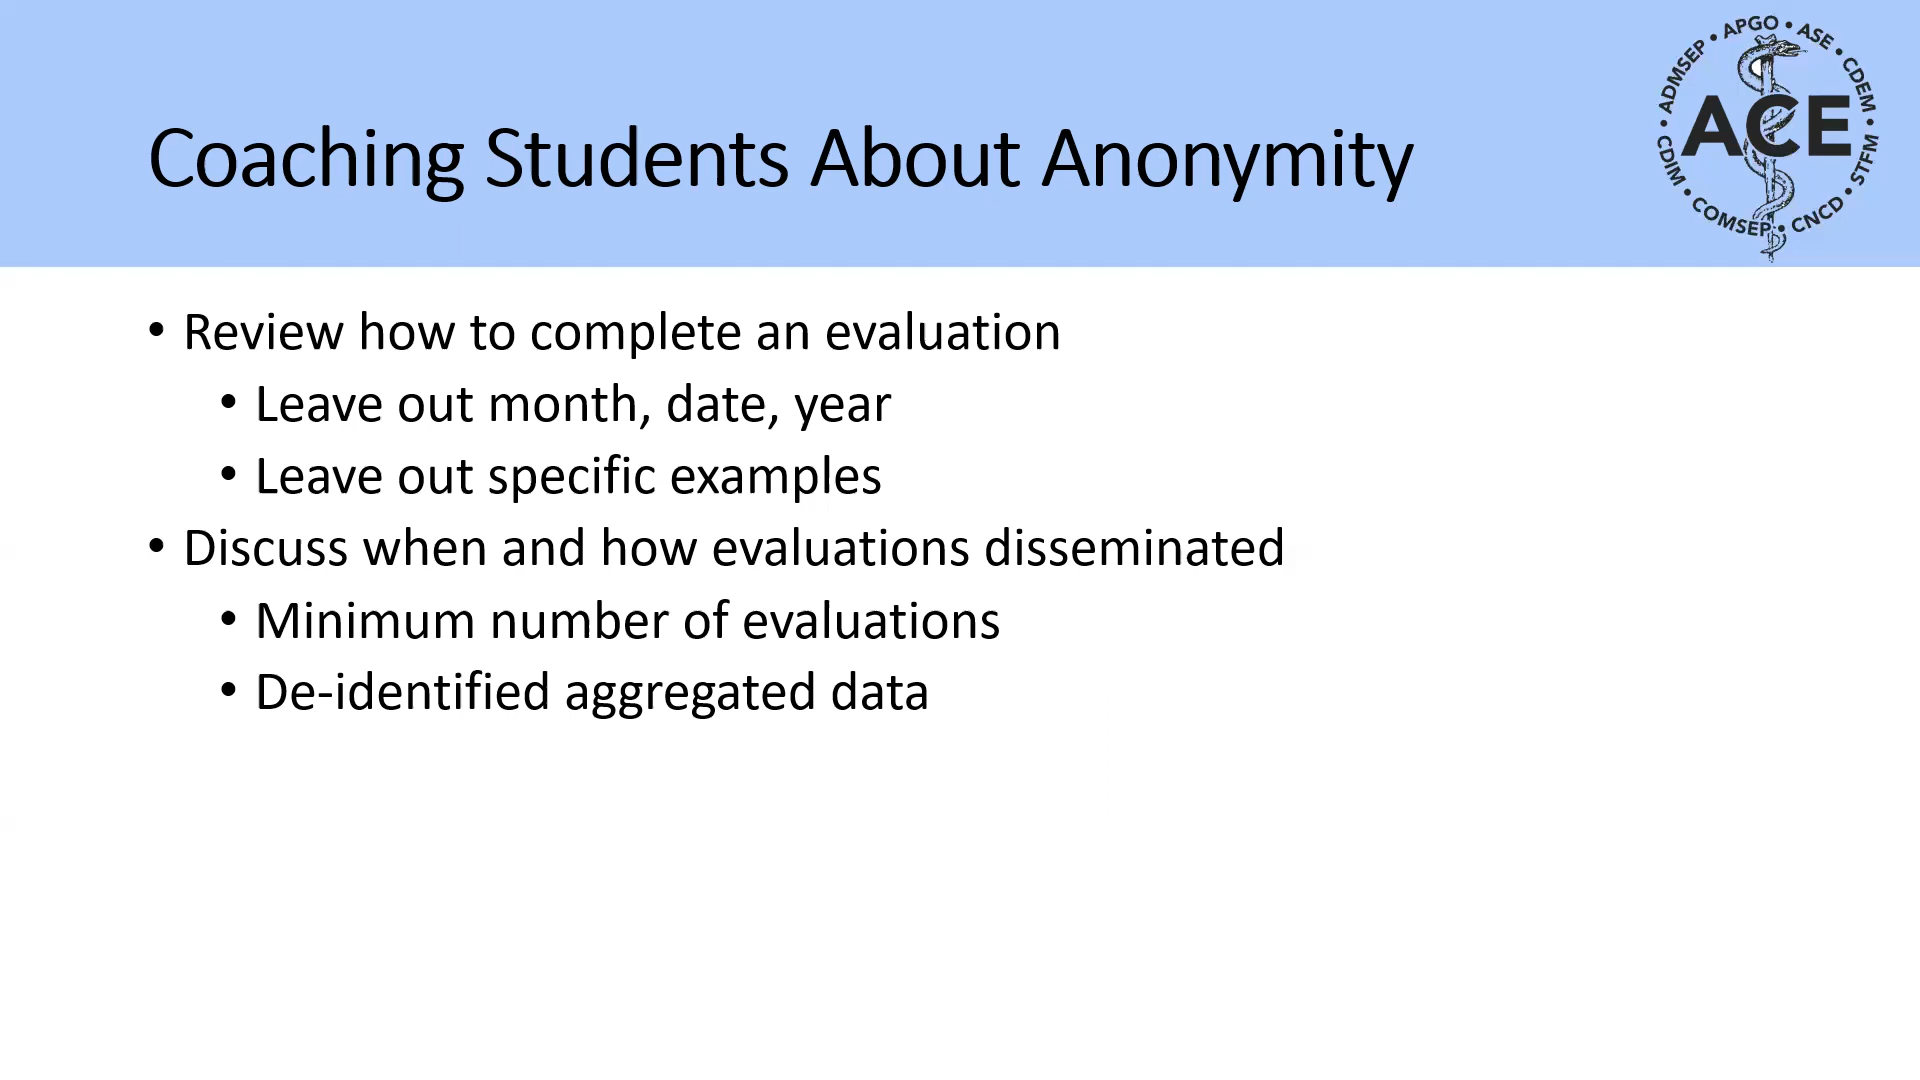 Coaching Students About Anonymity
ADMSEP • APGO • ASE • CDEM • STFM • CNCD • COMSEP • CDIM •
ACE
• Review how to complete an evaluation
• Leave out month, date, year
• Leave out specific examples
• Discuss when and how evaluations disseminated
• Minimum number of evaluations
• De-identified aggregated data